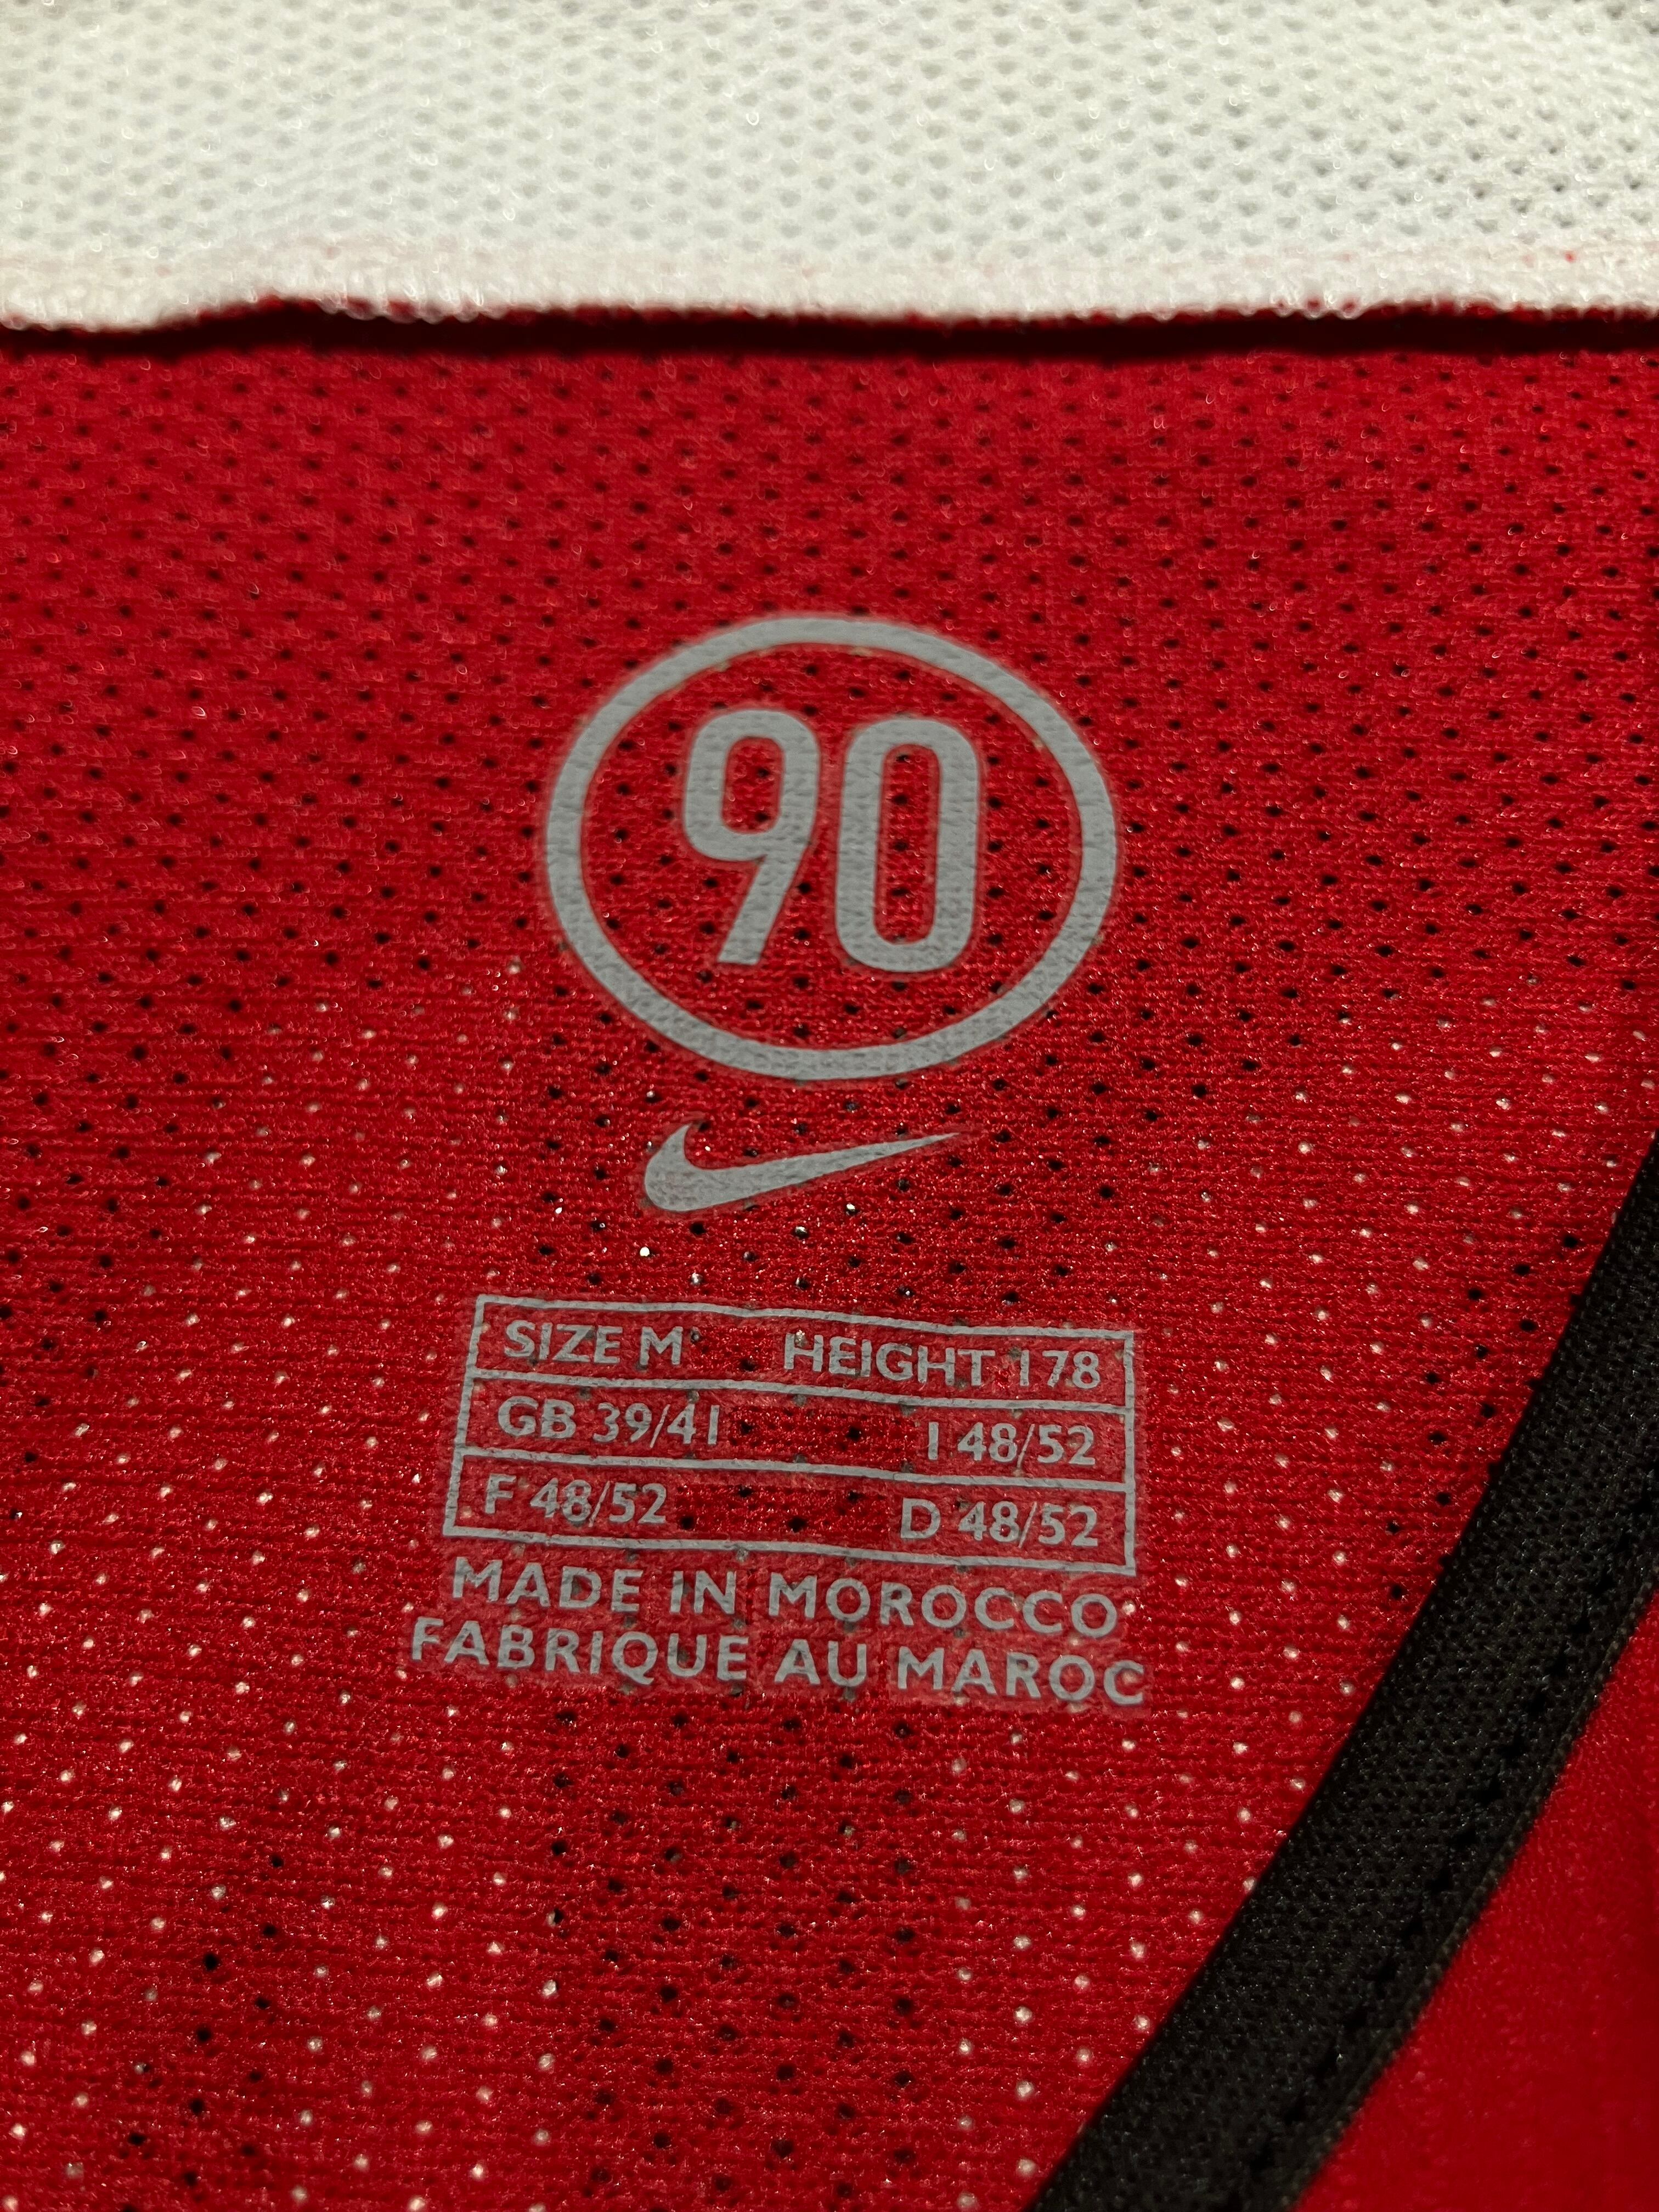 90
SIZE M HEIGHT 178
GB 39/41 I 48/52
F 48/52 D 48/52
MADE IN MOROCCO
FABRIQUE AU MAROC